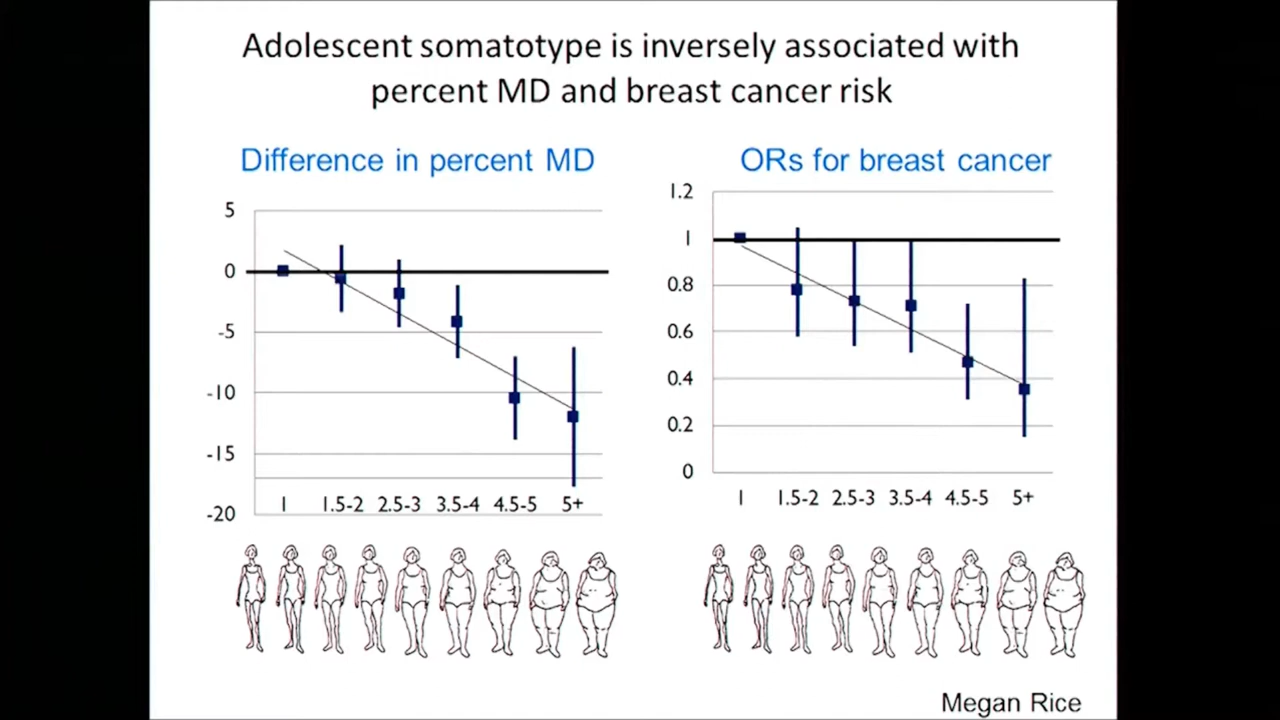 Adolescent somatotype is inversely associated with
percent MD and breast cancer risk
Difference in percent MD
5
0
-5
-10
-15
-20
1 1.5-2 2.5-3 3.5-4 4.5-5 5+
ORs for breast cancer
1.2
1
0.8
0.6
0.4
0.2
0
1 1.5-2 2.5-3 3.5-4 4.5-5 5+
Megan Rice